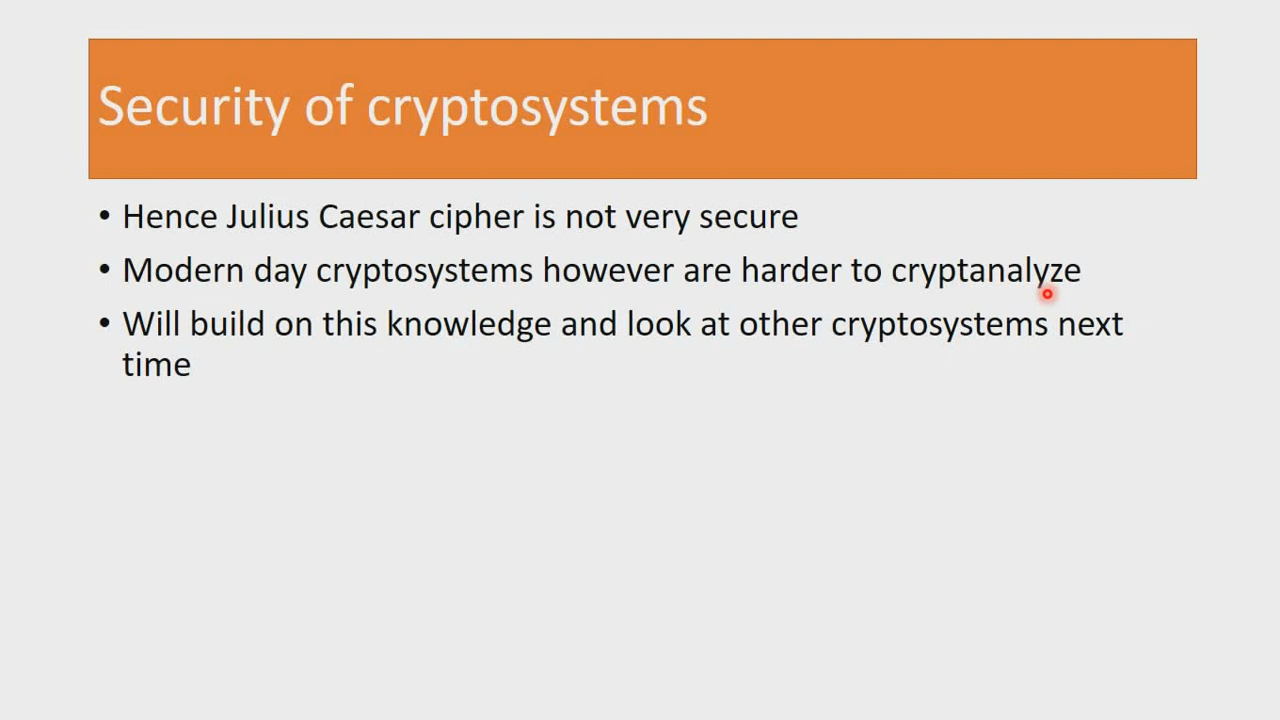 Security of cryptosystems
• Hence Julius Caesar cipher is not very secure
• Modern day cryptosystems however are harder to cryptanalyze
• Will build on this knowledge and look at other cryptosystems next
time